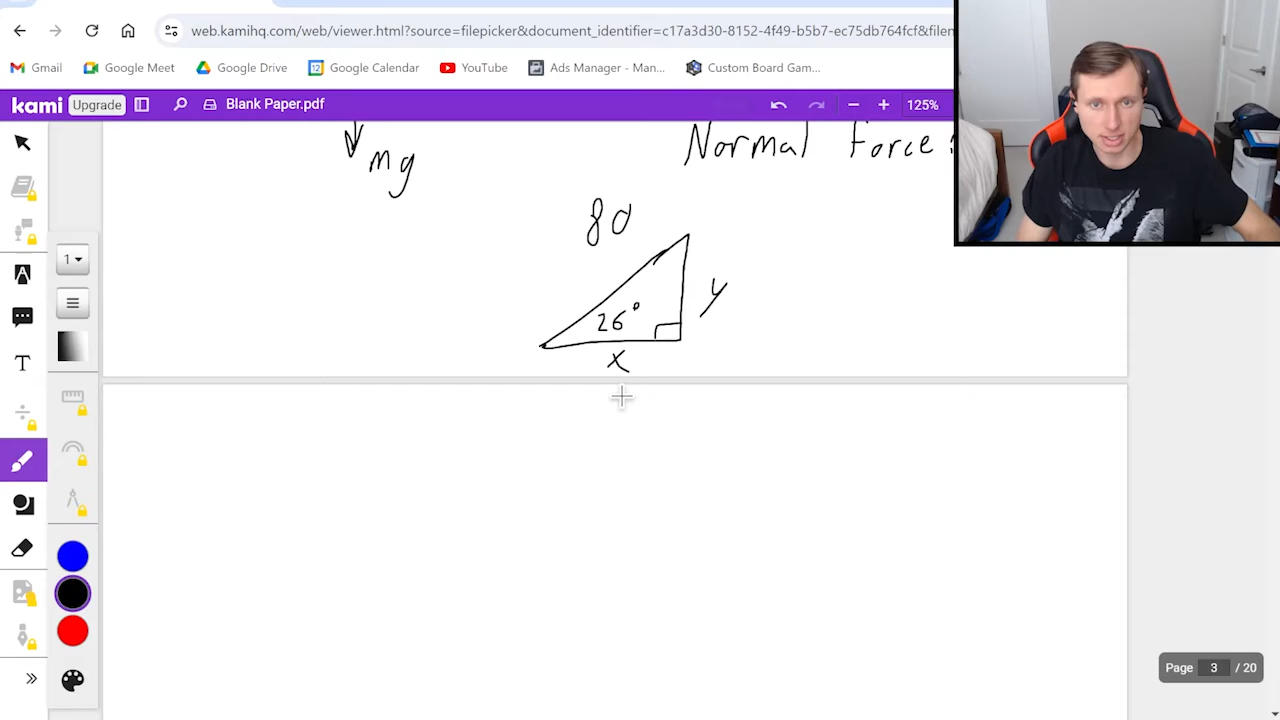 web.kamihq.com/web/viewer.html?source=filepicker&document_identifier=c17a3d30-8152-4f49-b5b7-ec75db764fcf&filen
Gmail Google Meet Google Drive 12 Google Calendar YouTube Ads Manager - Man... Custom Board Gam...
kami Upgrade Blank Paper.pdf 125%
mg
Normal Force:
80
26°
y
x
1
T
Page 3 / 20